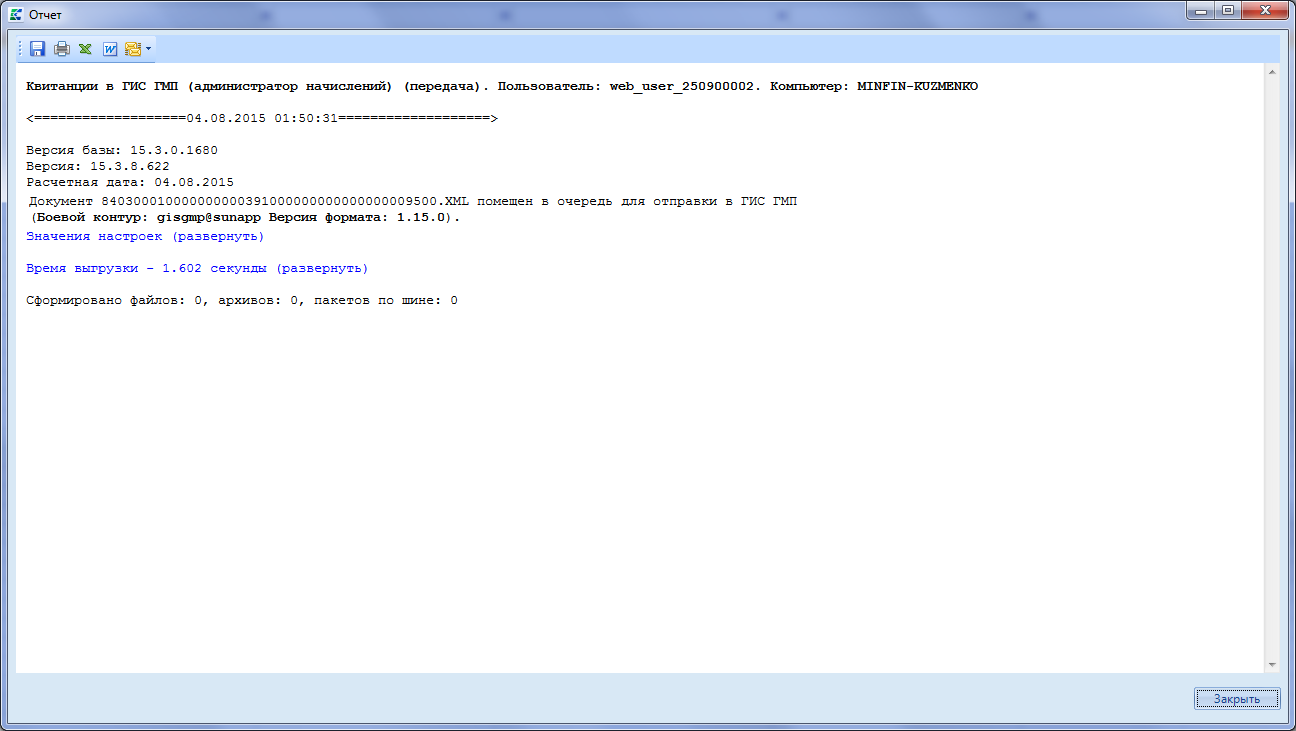 Отчет
Квитанции в ГИС ГМП (администратор начислений) (передача). Пользователь: web_user_250900002. Компьютер: MINFIN-KUZMENKO
<===================04.08.2015 01:50:31===================>
Версия базы: 15.3.0.1680
Версия: 15.3.8.622
Расчетная дата: 04.08.2015
Документ 840300010000000000391000000000000000009500.XML помещен в очередь для отправки в ГИС ГМП
(Боевой контур: gisgmp@sunapp Версия формата: 1.15.0).
Значения настроек (развернуть)
Время выгрузки - 1.602 секунды (развернуть)
Сформировано файлов: 0, архивов: 0, пакетов по шине: 0
Закрыть